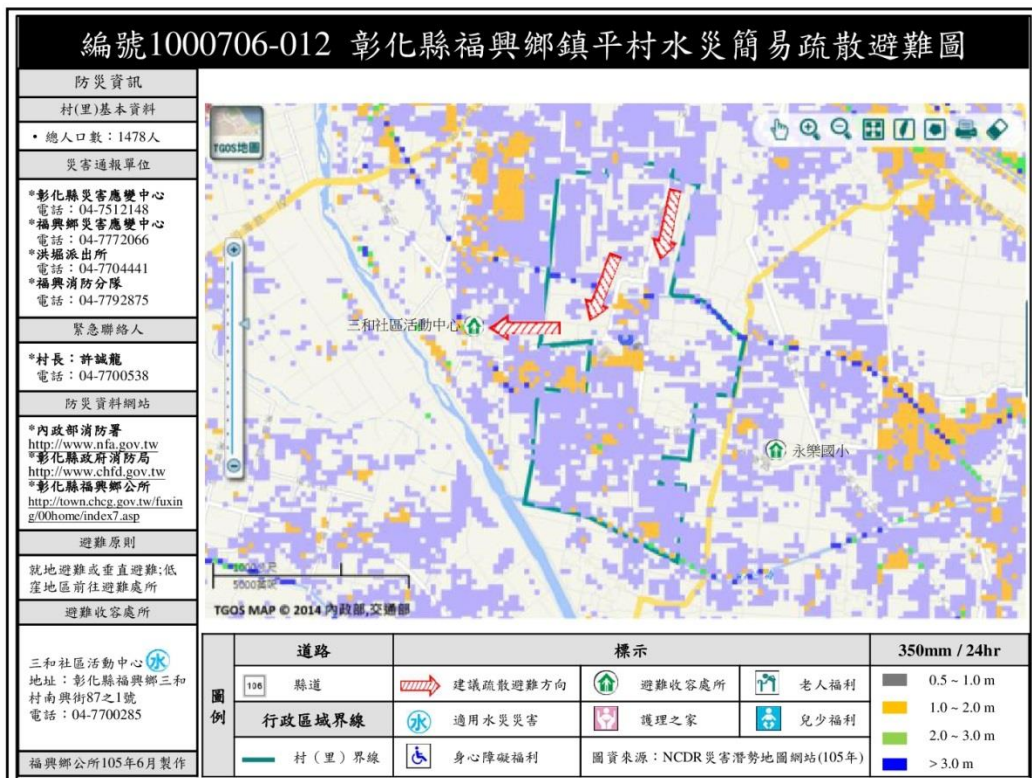 編號1000706-012 彰化縣福興鄉鎮平村水災簡易疏散避難圖
防災資訊
村(里)基本資料
• 總人口數：1478人
災害通報單位
*彰化縣災害應變中心
電話：04-7512148
*福興鄉災害應變中心
電話：04-7772066
*洪堀派出所
電話：04-7704441
*福興消防分隊
電話：04-7792875
緊急聯絡人
*村長：許誠龍
電話：04-7700538
防災資料網站
*內政部消防署
http://www.nfa.gov.tw
*彰化縣政府消防局
http://www.chfd.gov.tw
*彰化縣福興鄉公所
http://town.chcg.gov.tw/fuxin
g/00home/index7.asp
避難原則
就地避難或垂直避難;低
窪地區前往避難處所
避難收容處所
三和社區活動中心 水
地址：彰化縣福興鄉三和
村南興街87之1號
電話：04-7700285
福興鄉公所105年6月製作
TGOS地圖
三和社區活動中心
永樂國小
5000英呎
TGOS MAP © 2014 內政部,交通部
圖例
道路
106 縣道
行政區域界線
村（里）界線
標示
建議疏散避難方向
避難收容處所
老人福利
水 適用水災災害
護理之家
兒少福利
身心障礙福利
圖資來源：NCDR災害潛勢地圖網站(105年)
350mm / 24hr
0.5 ~ 1.0 m
1.0 ~ 2.0 m
2.0 ~ 3.0 m
> 3.0 m